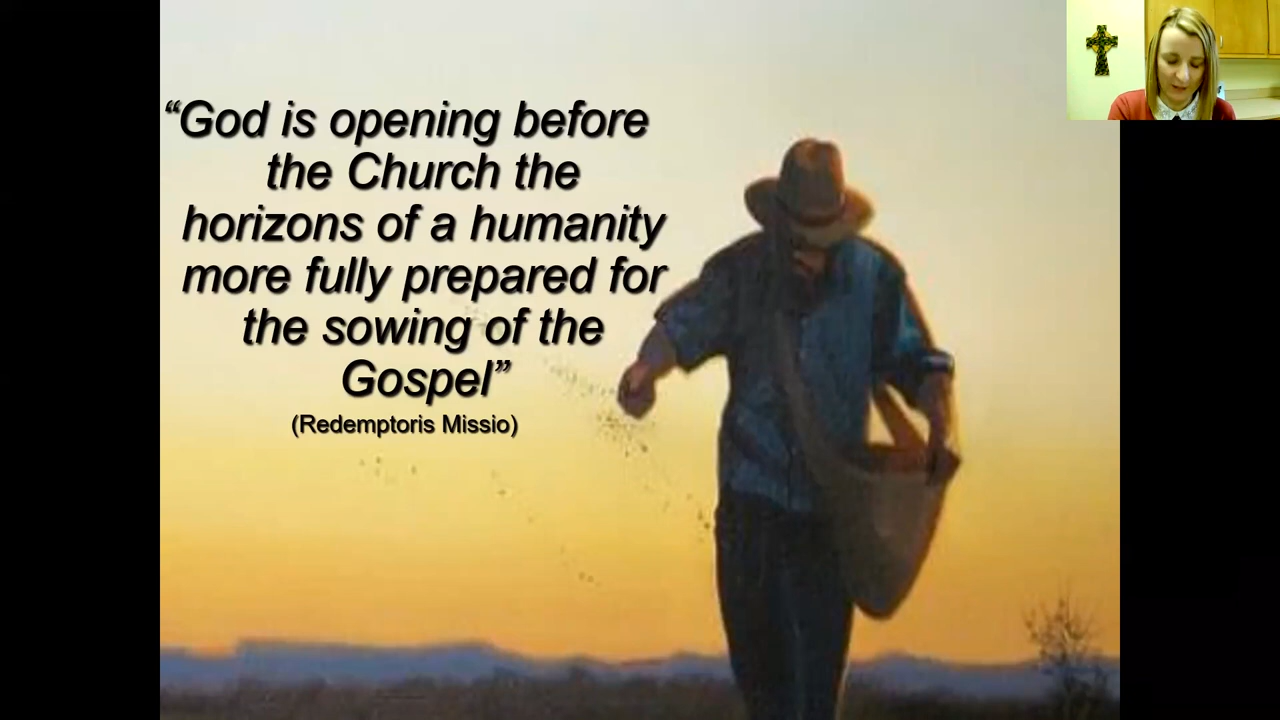 “God is opening before
the Church the
horizons of a humanity
more fully prepared for
the sowing of the
Gospel”
(Redemptoris Missio)